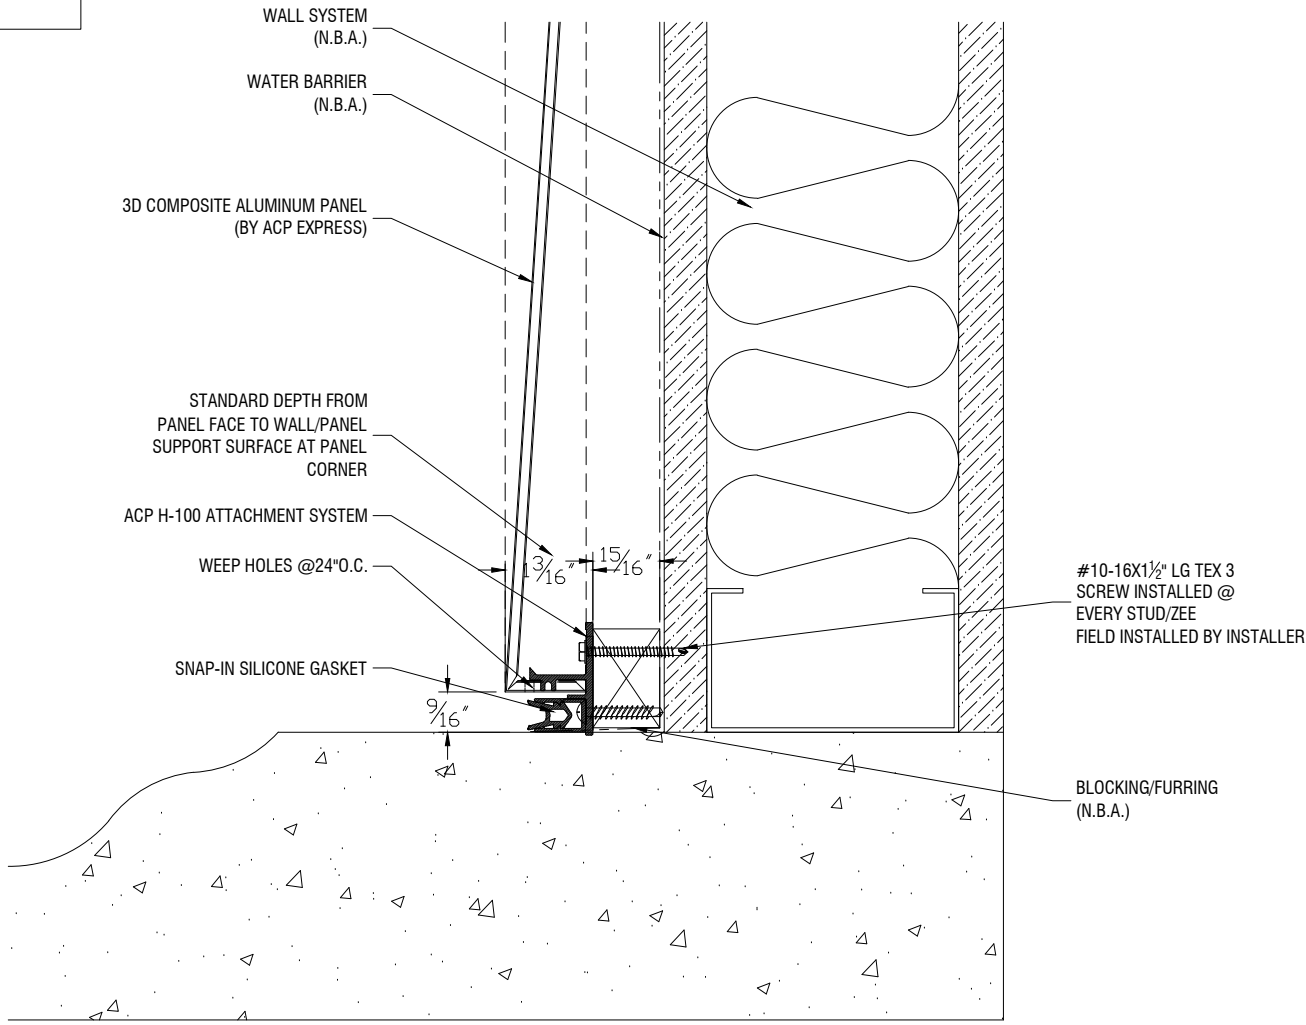 WALL SYSTEM
(N.B.A.)
WATER BARRIER
(N.B.A.)
3D COMPOSITE ALUMINUM PANEL
(BY ACP EXPRESS)
STANDARD DEPTH FROM
PANEL FACE TO WALL/PANEL
SUPPORT SURFACE AT PANEL
CORNER
ACP H-100 ATTACHMENT SYSTEM
WEEP HOLES @24"O.C.
SNAP-IN SILICONE GASKET
13/16"
15/16"
9/16"
#10-16X1½" LG TEX 3
SCREW INSTALLED @
EVERY STUD/ZEE
FIELD INSTALLED BY INSTALLER
BLOCKING/FURRING
(N.B.A.)